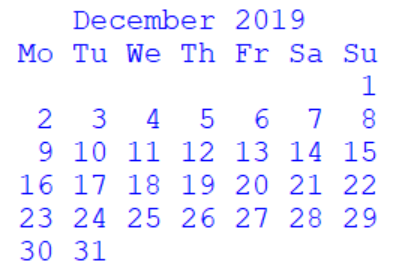 December 2019
Mo Tu We Th Fr Sa Su
1
2 3 4 5 6 7 8
9 10 11 12 13 14 15
16 17 18 19 20 21 22
23 24 25 26 27 28 29
30 31